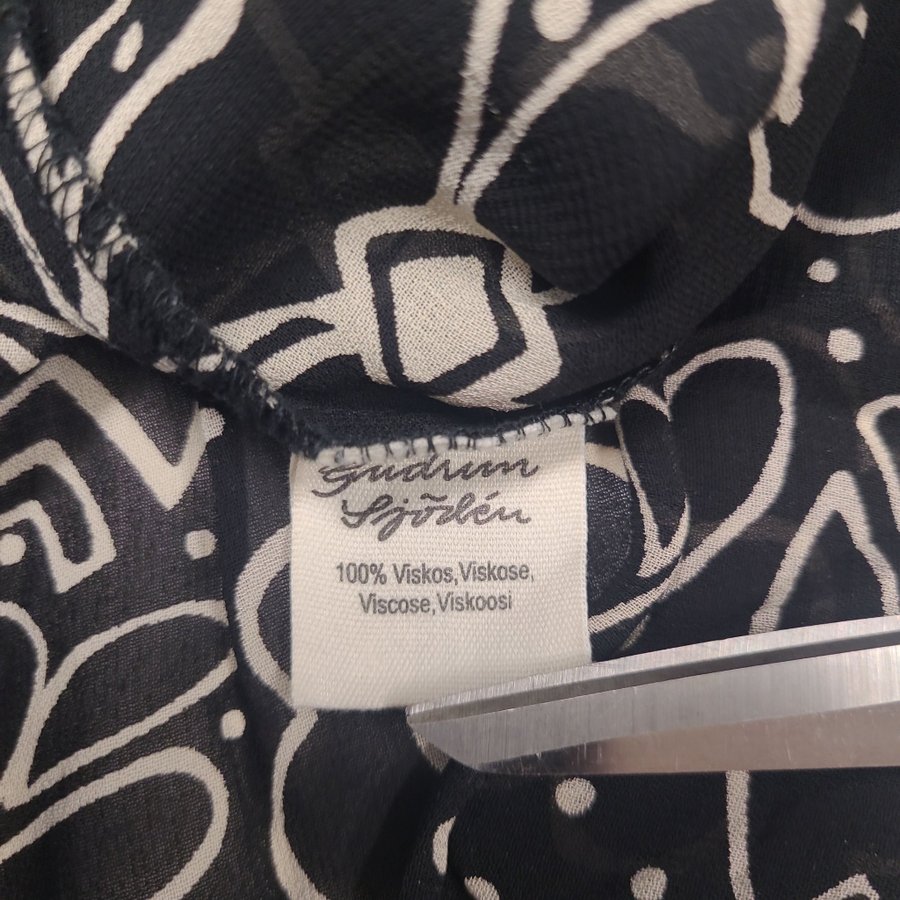 Gudrun
Sjödén
100% Viskos,Viskose,
Viscose,Viskoosi